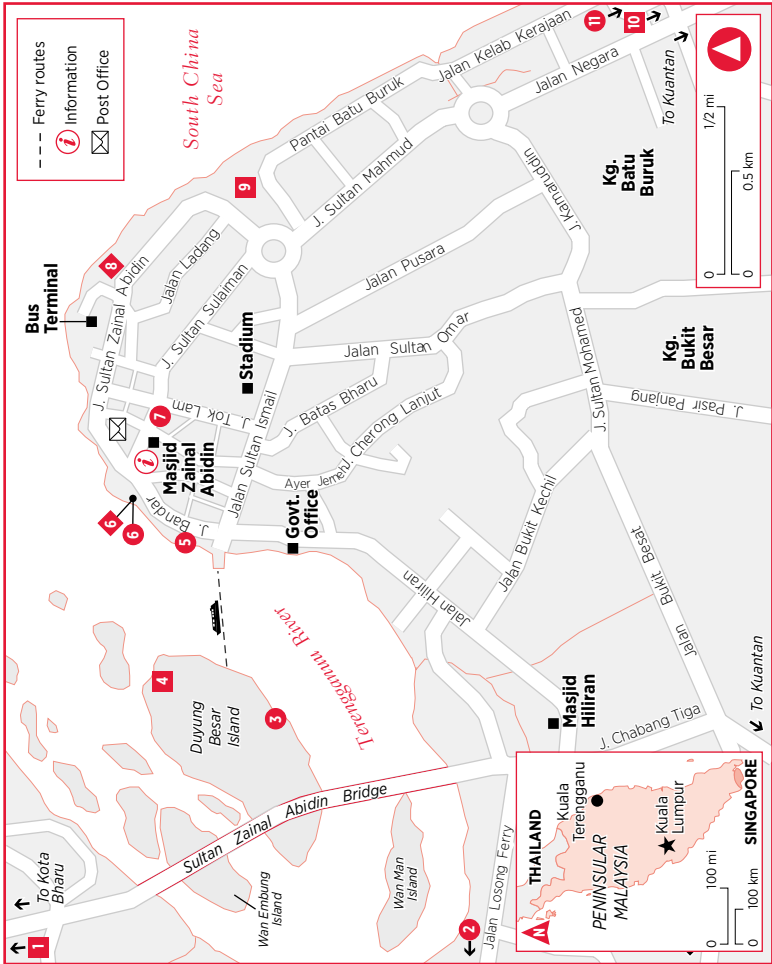 Ferry routes
Information
Post Office
i
South China
Sea
11
10
Jalan Kelab Kerajaan
Jalan Negara
To Kuantan
Pantai Batu Buruk
J. Sultan Mahmud
9
8
Bus
Terminal
J. Sultan Zainal Abidin
Jalan Ladang
J. Sultan Sulaiman
Stadium
Jalan Pusara
J. Kamaruddin
Kg.
Batu
Buruk
0
1/2 mi
0
0.5 km
Jalan Sultan Omar
Kg.
Bukit
Besar
J. Sultan Mohamed
J. Pasir Panjang
7
J. Tok Lam
i
Masjid
Zainal
Abidin
Jalan Sultan Ismail
J. Batas Bharu
J. Cherong Lanjut
Ayer Jerneh
6
6
J. Bandar
5
Govt.
Office
Jalan Hiliran
Jalan Bukit Kechil
Jalan Bukit Besat
4
Duyung
Besar
Island
3
Terengganu River
Masjid
Hiliran
J. Chabang Tiga
To Kuantan
Sultan Zainal Abidin Bridge
Wan Embung
Island
Wan Man
Island
To Kota
Bharu
1
2
Jalan Losong Ferry
N
THAILAND
Kuala
Terengganu
PENINSULAR
MALAYSIA
Kuala
Lumpur
SINGAPORE
0
100 mi
0
100 km